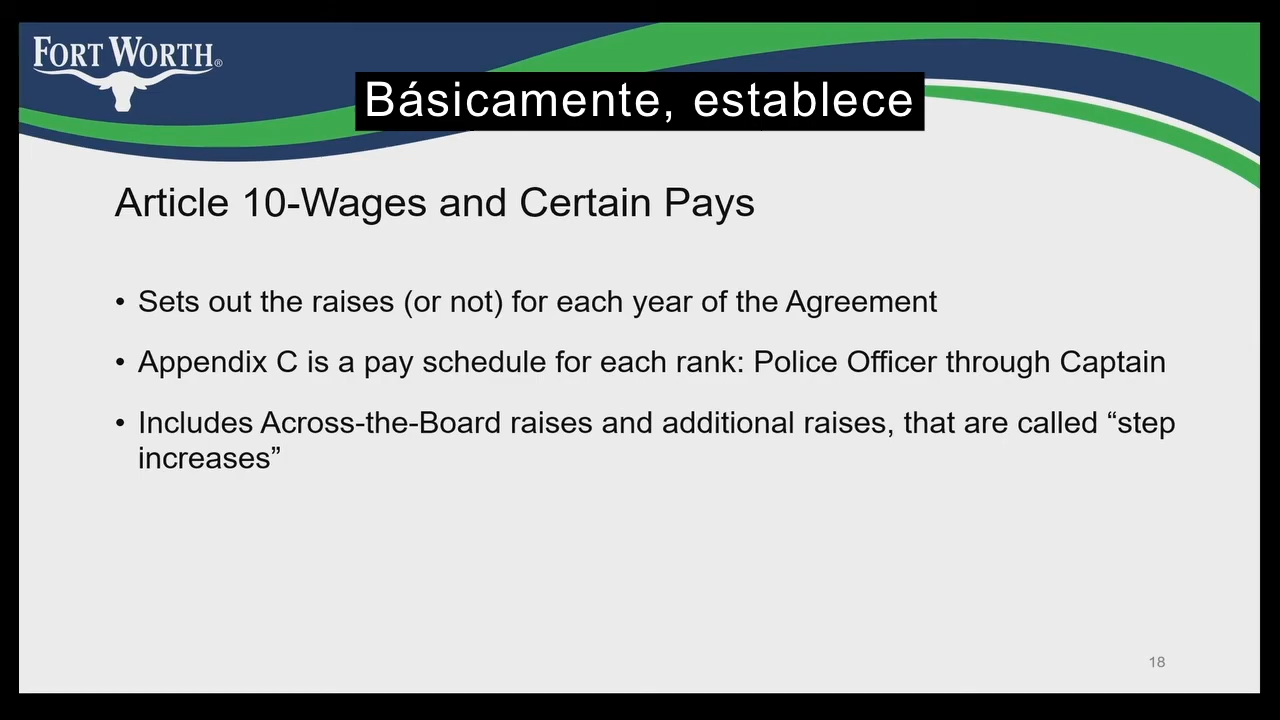 FORT WORTH®
Básicamente, establece
Article 10-Wages and Certain Pays
• Sets out the raises (or not) for each year of the Agreement
• Appendix C is a pay schedule for each rank: Police Officer through Captain
• Includes Across-the-Board raises and additional raises, that are called “step
increases”
18